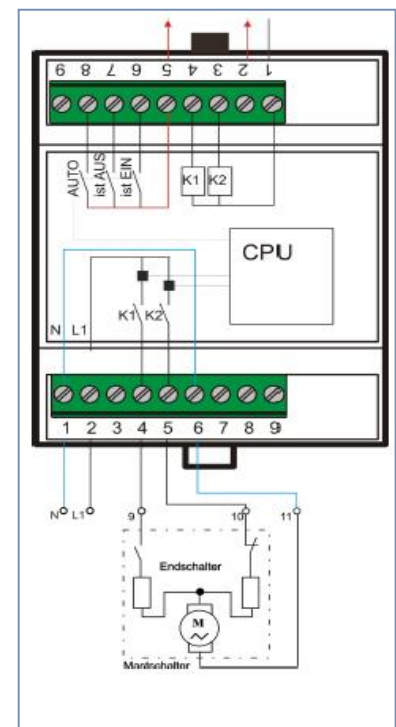 9 8 7 6 5 4 3 2 1
AUTO
ist AUS
ist EIN
K1 K2
CPU
K1 K2
N L1
1 2 3 4 5 6 7 8 9
N L1 9 10 11
Endschalter
M
Mastschalter